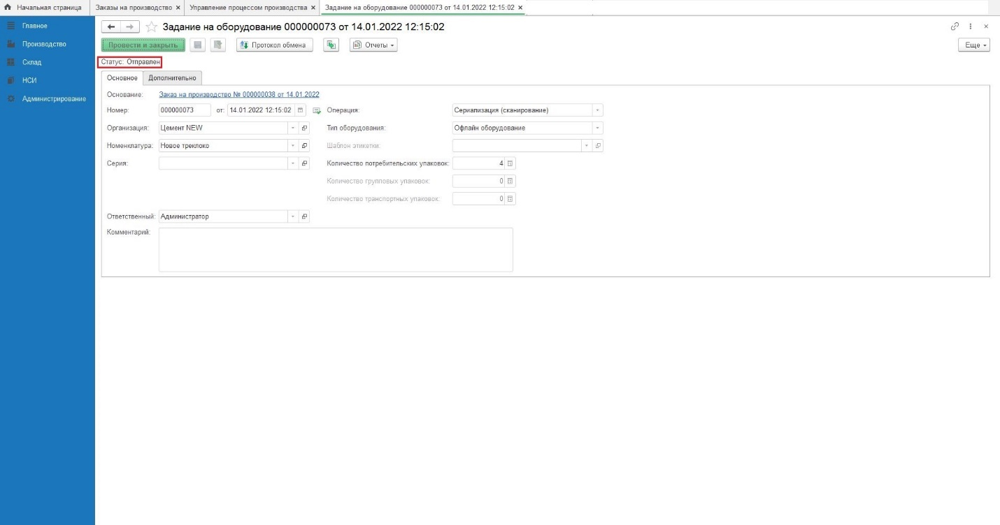 Начальная страница
Заказы на производство ×
Управление процессом производства ×
Задание на оборудование 000000073 от 14.01.2022 12:15:02 ×
Главное
Производство
Склад
НСИ
Администрирование
Задание на оборудование 000000073 от 14.01.2022 12:15:02
Провести и закрыть
Протокол обмена
Отчеты
Еще
Статус: Отправлен
Основное
Дополнительно
Основание: Заказ на производство № 000000038 от 14.01.2022
Номер: 000000073 от: 14.01.2022 12:15:02 Операция: Сериализация (сканирование)
Организация: Цемент NEW Тип оборудования: Офлайн оборудование
Номенклатура: Новое треклоко Шаблон этикетки:
Серия: Количество потребительских упаковок: 4
Количество групповых упаковок: 0
Количество транспортных упаковок: 0
Ответственный: Администратор
Комментарий: